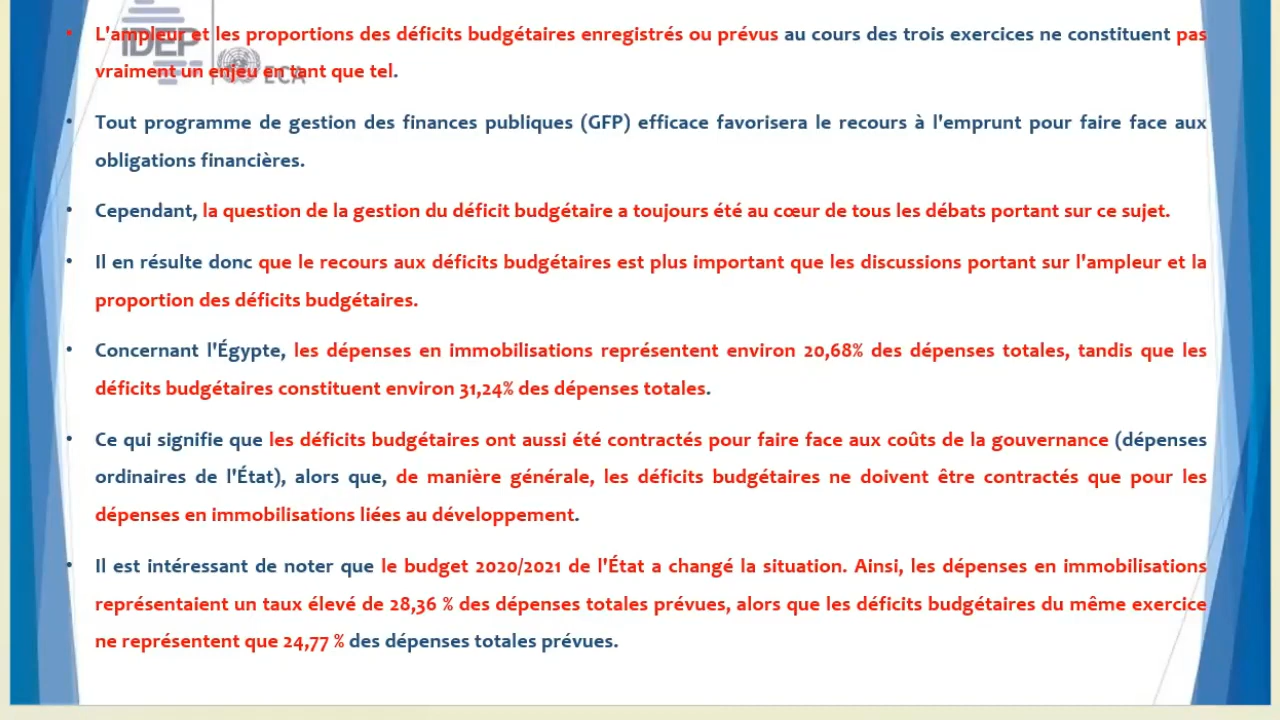 IDEP
ECA
• L'ampleur et les proportions des déficits budgétaires enregistrés ou prévus au cours des trois exercices ne constituent pas
vraiment un enjeu en tant que tel.
• Tout programme de gestion des finances publiques (GFP) efficace favorisera le recours à l'emprunt pour faire face aux
obligations financières.
• Cependant, la question de la gestion du déficit budgétaire a toujours été au cœur de tous les débats portant sur ce sujet.
• Il en résulte donc que le recours aux déficits budgétaires est plus important que les discussions portant sur l'ampleur et la
proportion des déficits budgétaires.
• Concernant l'Égypte, les dépenses en immobilisations représentent environ 20,68% des dépenses totales, tandis que les
déficits budgétaires constituent environ 31,24% des dépenses totales.
• Ce qui signifie que les déficits budgétaires ont aussi été contractés pour faire face aux coûts de la gouvernance (dépenses
ordinaires de l'État), alors que, de manière générale, les déficits budgétaires ne doivent être contractés que pour les
dépenses en immobilisations liées au développement.
• Il est intéressant de noter que le budget 2020/2021 de l'État a changé la situation. Ainsi, les dépenses en immobilisations
représentaient un taux élevé de 28,36 % des dépenses totales prévues, alors que les déficits budgétaires du même exercice
ne représentent que 24,77 % des dépenses totales prévues.